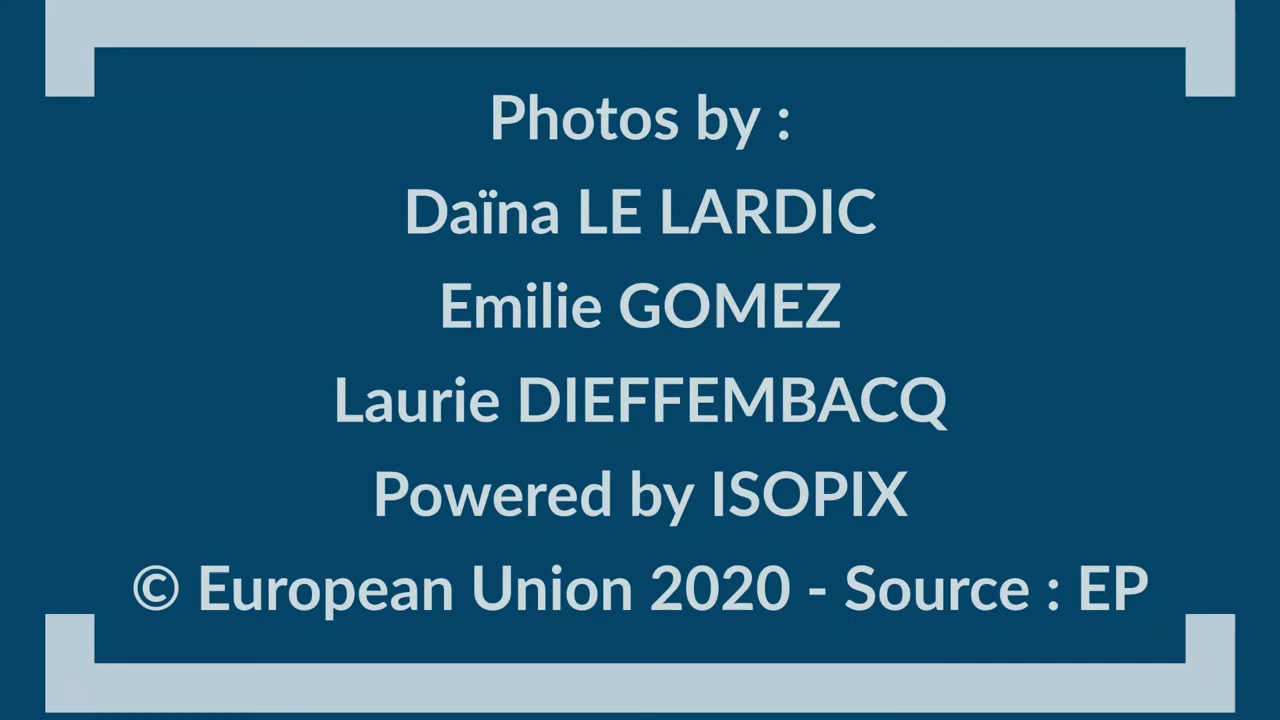 Photos by :
Daïna LE LARDIC
Emilie GOMEZ
Laurie DIEFFEMBACQ
Powered by ISOPIX
© European Union 2020 - Source : EP